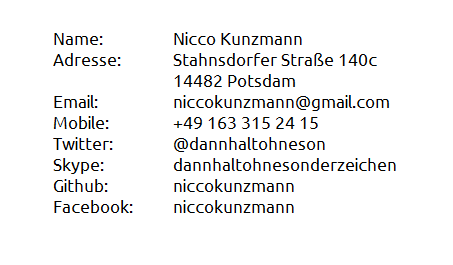 Name: Nicco Kunzmann
Adresse: Stahnsdorfer Straße 140c
14482 Potsdam
Email: niccokunzmann@gmail.com
Mobile: +49 163 315 24 15
Twitter: @dannhaltohneson
Skype: dannhaltohnesonderzeichen
Github: niccokunzmann
Facebook: niccokunzmann